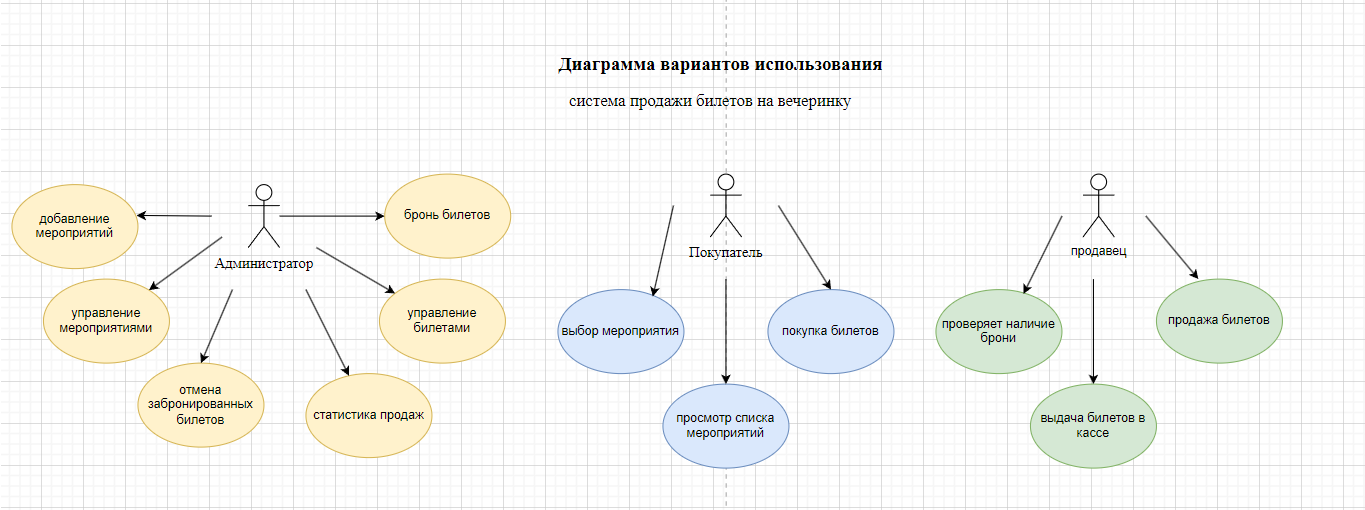 Диаграмма вариантов использования
система продажи билетов на вечеринку
добавление
мероприятий
бронь билетов
Администратор
управление
мероприятиями
управление
билетами
отмена
забронированных
билетов
статистика продаж
Покупатель
выбор мероприятия
покупка билетов
просмотр списка
мероприятий
продавец
проверяет наличие
брони
продажа билетов
выдача билетов в
кассе